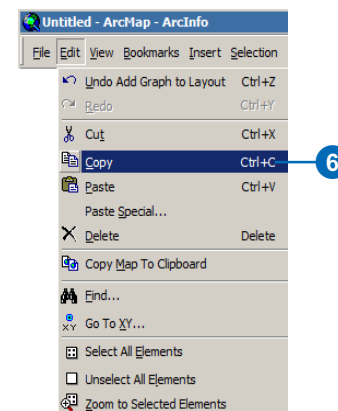 Untitled - ArcMap - ArcInfo
File Edit View Bookmarks Insert Selection
Undo Add Graph to Layout Ctrl+Z
Redo Ctrl+Y
Cut Ctrl+X
Copy Ctrl+C 6
Paste Ctrl+V
Paste Special...
Delete Delete
Copy Map To Clipboard
Find...
XY Go To XY...
Select All Elements
Unselect All Elements
Zoom to Selected Elements